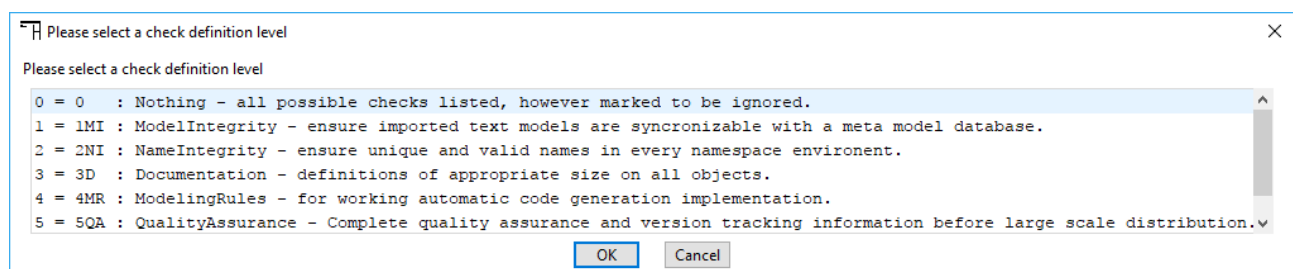 Please select a check definition level
Please select a check definition level
0 = 0   : Nothing - all possible checks listed, however marked to be ignored.
1 = 1MI : ModelIntegrity - ensure imported text models are syncronizable with a meta model database.
2 = 2NI : NameIntegrity - ensure unique and valid names in every namespace environent.
3 = 3D  : Documentation - definitions of appropriate size on all objects.
4 = 4MR : ModelingRules - for working automatic code generation implementation.
5 = 5QA : QualityAssurance - Complete quality assurance and version tracking information before large scale distribution.
OK Cancel